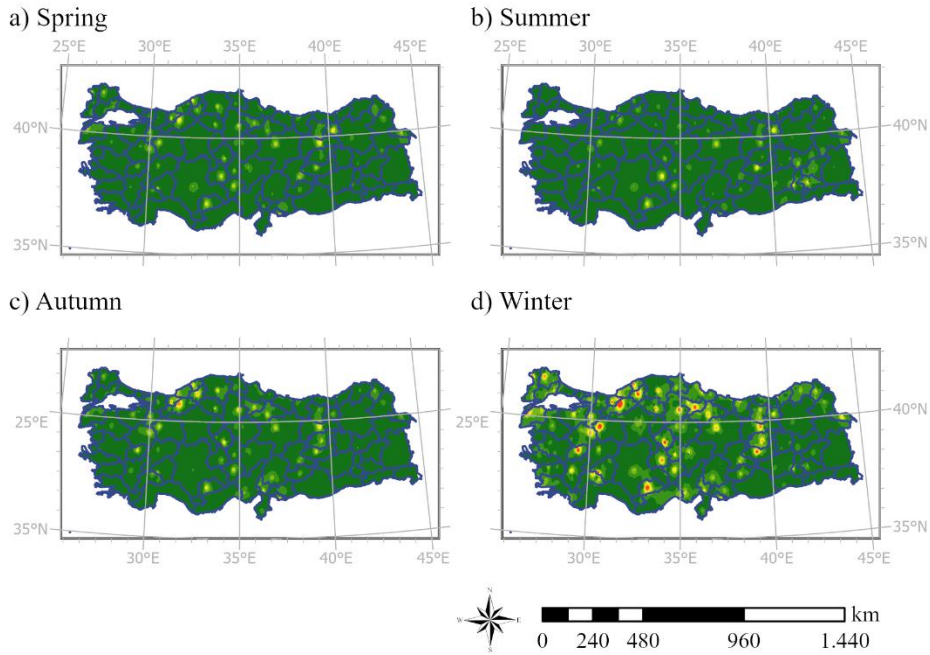 a) Spring
b) Summer
25°E 30°E 35°E 40°E 45°E
25°E 30°E 35°E 40°E 45°E
40°N
40°N
35°N
35°N
c) Autumn
d) Winter
25°E
25°E
40°N
35°N
35°N
30°E 35°E 40°E 45°E
30°E 35°E 40°E 45°E
N
W E
S
km
0 240 480 960 1.440